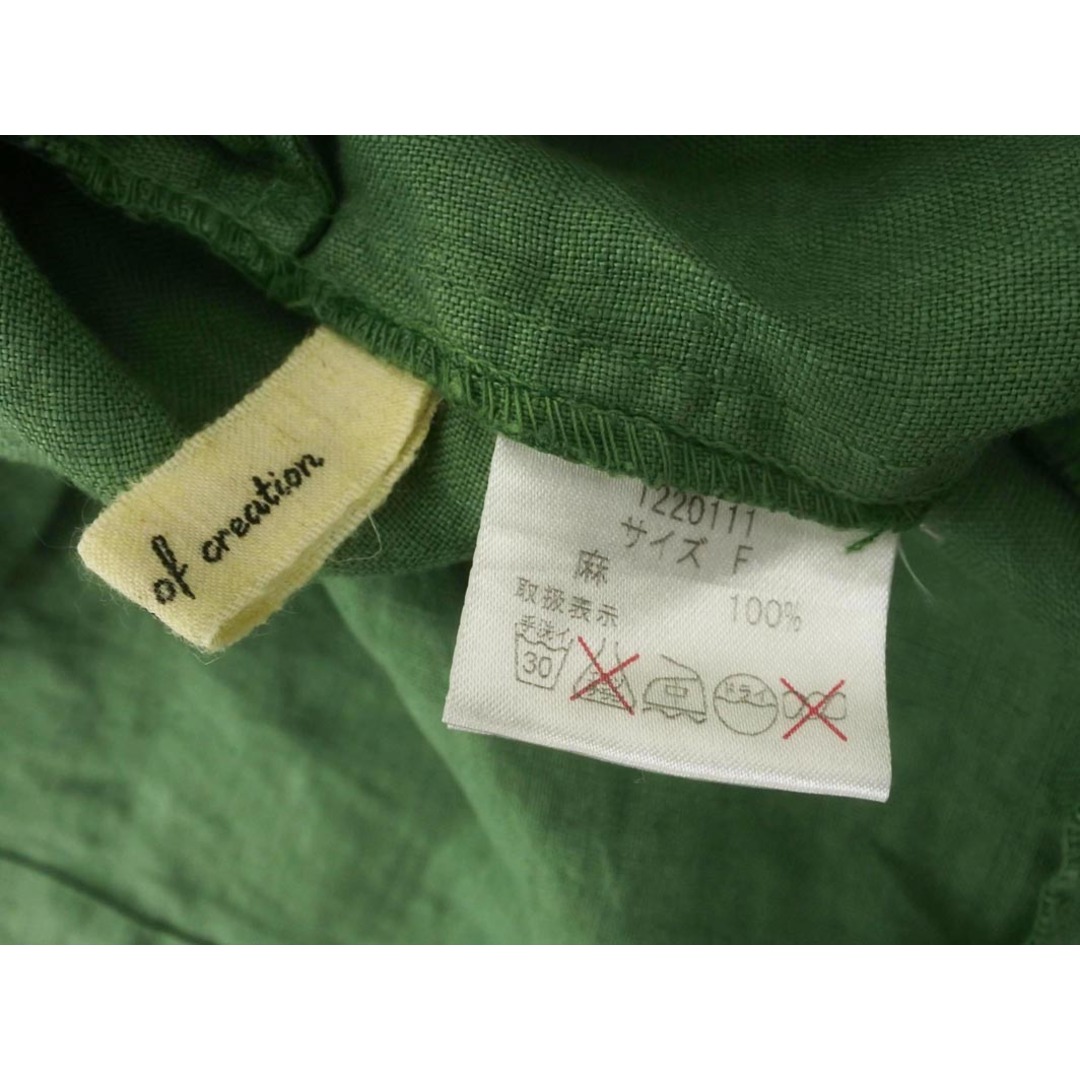 of creation
1220111
サイズ F
麻 100%
取扱表示
手洗イ
30
ドライ